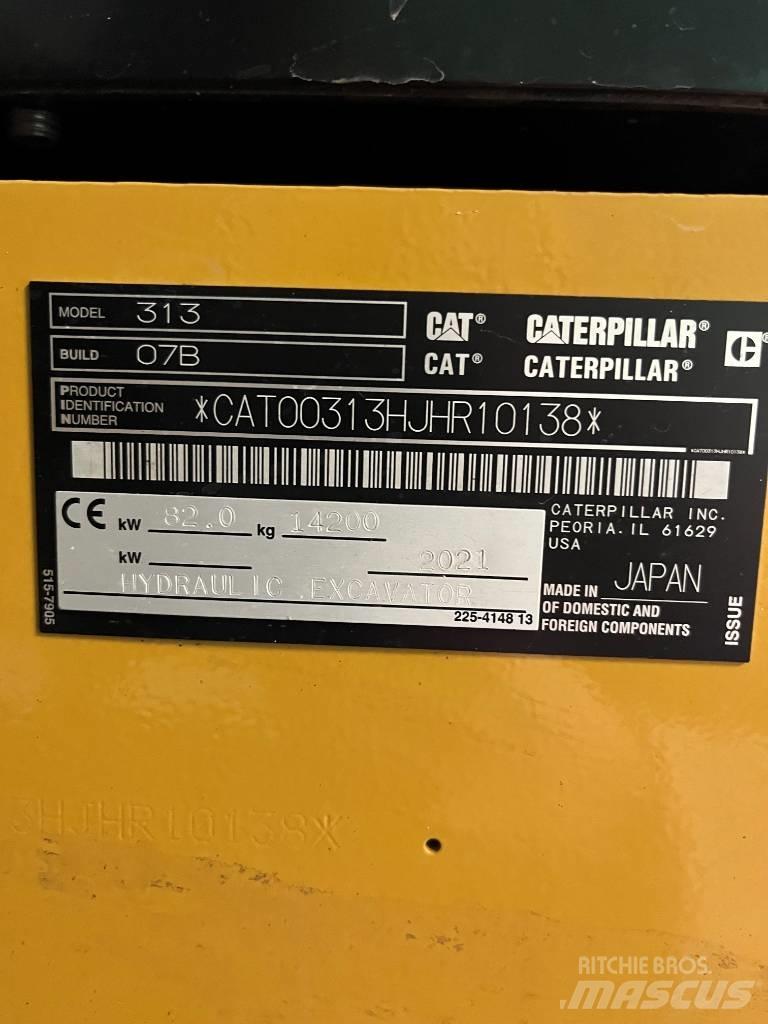 MODEL 313
BUILD 07B
CAT® CATERPILLAR®
CAT® CATERPILLAR®
PRODUCT
IDENTIFICATION
NUMBER
*CAT00313HJHR10138*
*CAT00313HJHR10138*
CE kW 82.0 kg 14200
kW 2021
HYDRAULIC EXCAVATOR
225-4148 13
515-7905
CATERPILLAR INC.
PEORIA. IL 61629
USA
MADE IN JAPAN
OF DOMESTIC AND
FOREIGN COMPONENTS
ISSUE
3HJHR10138*
RITCHIE BROS.
MASCUS